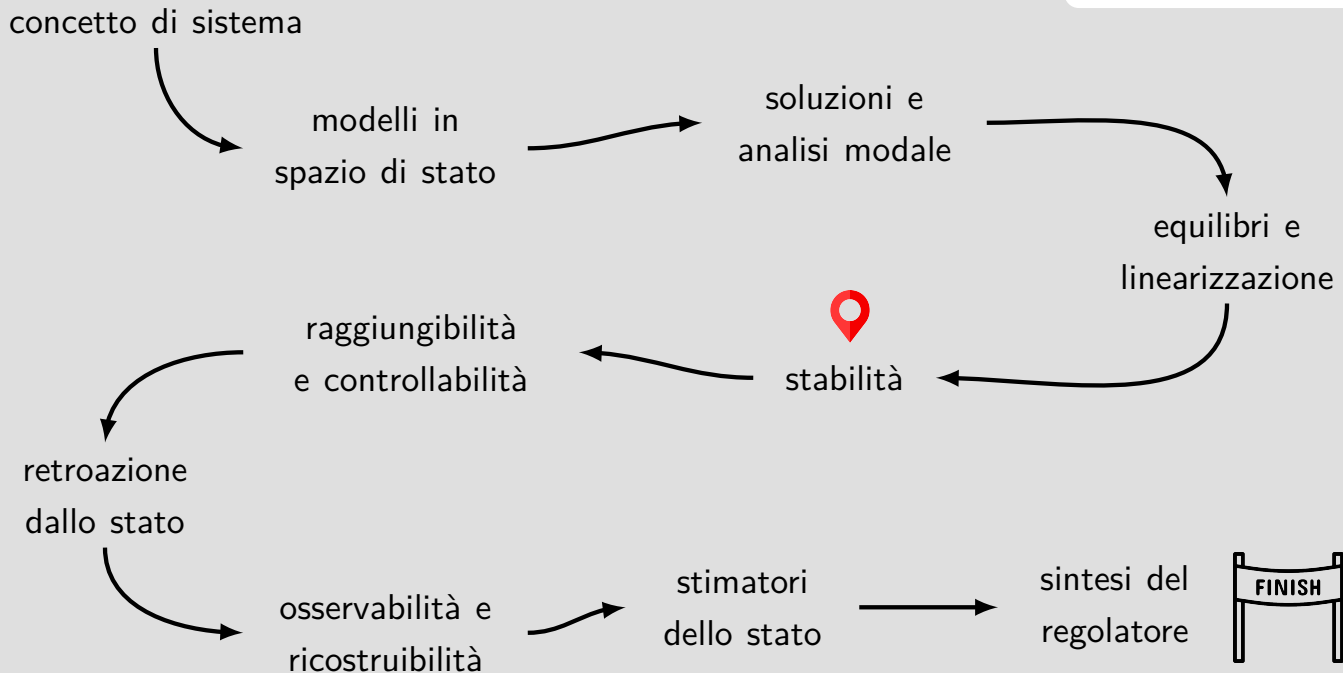 concetto di sistema
modelli in
spazio di stato
soluzioni e
analisi modale
equilibri e
linearizzazione
stabilità
raggiungibilità
e controllabilità
retroazione
dallo stato
osservabilità e
ricostruibilità
stimatori
dello stato
sintesi del
regolatore
FINISH